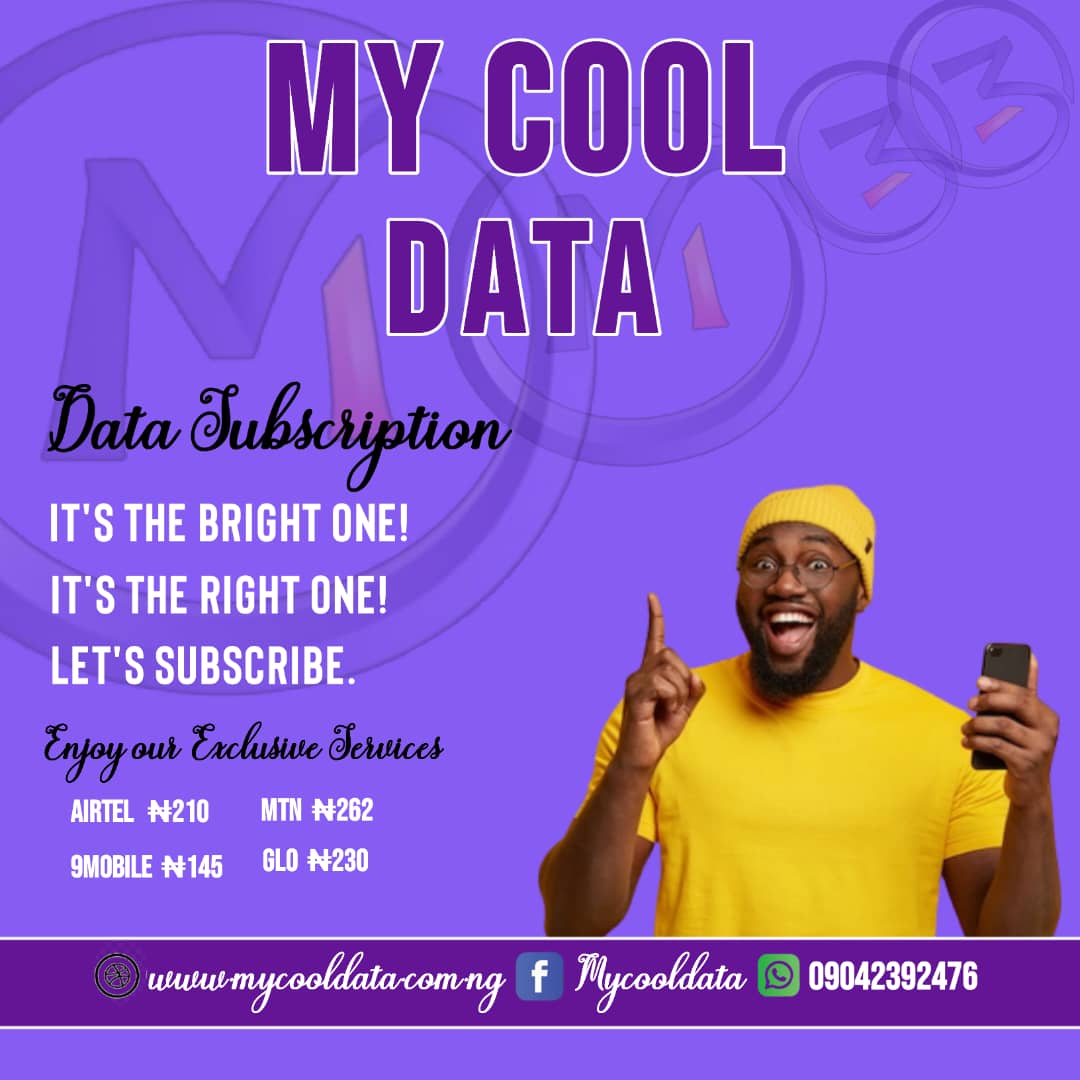 MY COOL
DATA
Data Subscription
IT'S THE BRIGHT ONE!
IT'S THE RIGHT ONE!
LET'S SUBSCRIBE.
Enjoy our Exclusive Services
AIRTEL ₦210 MTN ₦262
9MOBILE ₦145 GLO ₦230
www.mycooldata.com.ng f Mycooldata 09042392476